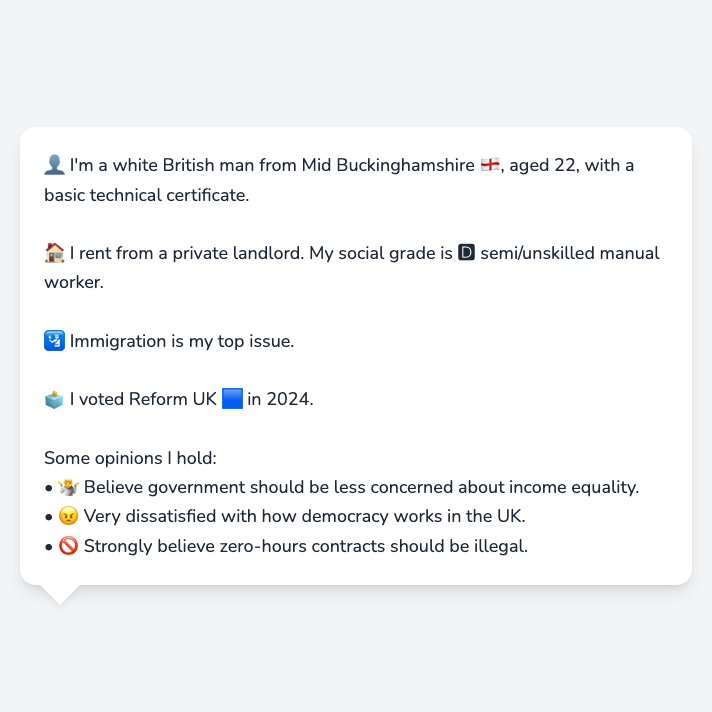 👤 I'm a white British man from Mid Buckinghamshire 🏴󠁧󠁢󠁥󠁮󠁧󠁿, aged 22, with a
basic technical certificate.
🏠 I rent from a private landlord. My social grade is 🅳 semi/unskilled manual
worker.
🛂 Immigration is my top issue.
🗳️ I voted Reform UK 🟦 in 2024.
Some opinions I hold:
• 🤷 Believe government should be less concerned about income equality.
• 😠 Very dissatisfied with how democracy works in the UK.
• 🚫 Strongly believe zero-hours contracts should be illegal.